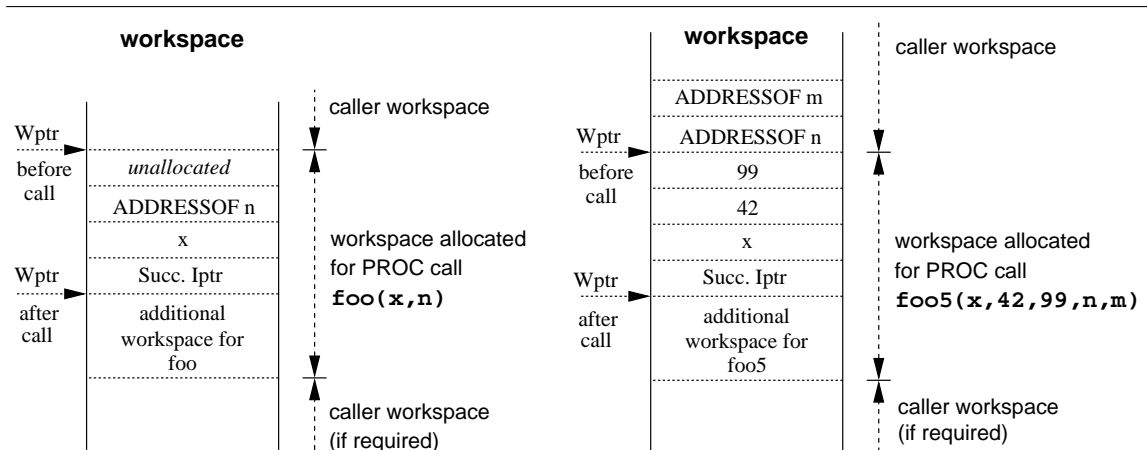 workspace
caller workspace
Wptr
before
call
unallocated
ADDRESSOF n
x
workspace allocated
for PROC call
foo(x,n)
Wptr
Succ. Iptr
after
call
additional
workspace for
foo
caller workspace
(if required)
workspace
caller workspace
ADDRESSOF m
Wptr
ADDRESSOF n
before
call
99
42
x
workspace allocated
for PROC call
foo5(x,42,99,n,m)
Wptr
Succ. Iptr
after
call
additional
workspace for
foo5
caller workspace
(if required)